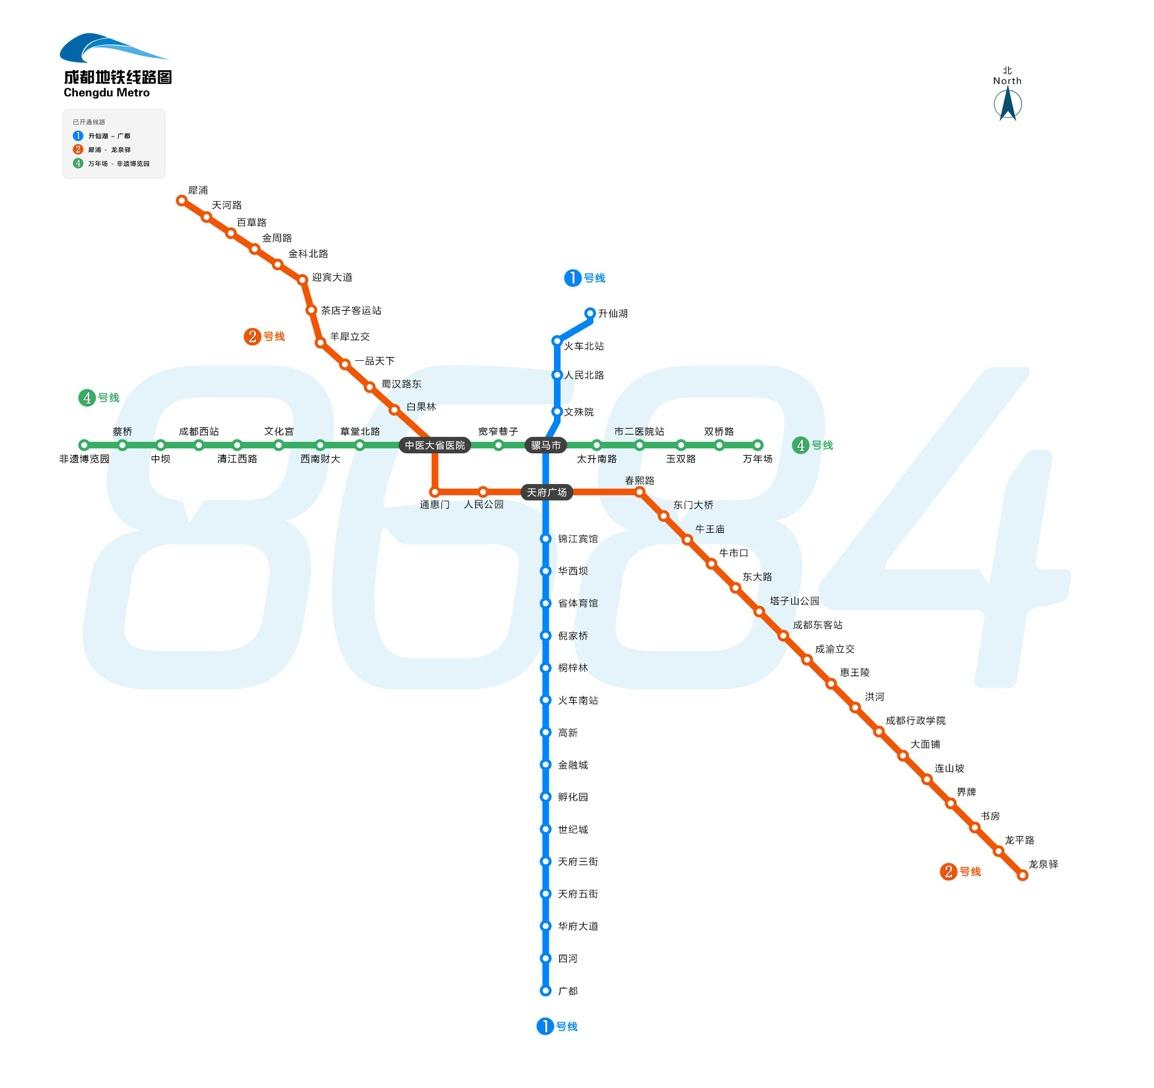 成都地铁线路图
Chengdu Metro
已开通线路
1 升仙湖 - 广都
2 犀浦 - 龙泉驿
4 万年场 - 非遗博览园
北
North
犀浦
天河路
百草路
金周路
金科北路
迎宾大道
茶店子客运站
2号线
羊犀立交
一品天下
蜀汉路东
白果林
1号线
升仙湖
火车北站
人民北路
文殊院
4号线
蔡桥
成都西站
文化宫
草堂北路
中医大省医院
宽窄巷子
骡马市
市二医院站
双桥路
4号线
非遗博览园
中坝
清江西路
西南财大
太升南路
玉双路
万年场
通惠门
人民公园
天府广场
春熙路
东门大桥
牛王庙
牛市口
东大路
塔子山公园
成都东客站
成渝立交
惠王陵
洪河
成都行政学院
大面铺
连山坡
界牌
书房
龙平路
龙泉驿
2号线
锦江宾馆
华西坝
省体育馆
倪家桥
桐梓林
火车南站
高新
金融城
孵化园
世纪城
天府三街
天府五街
华府大道
四河
广都
1号线
8684